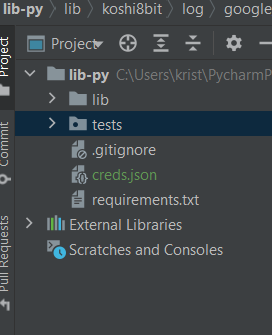 lib-py > lib > koshi8bit > log > google
Project
Project
lib-py C:\Users\krist\PycharmP
lib
tests
.gitignore
creds.json
requirements.txt
External Libraries
Scratches and Consoles
Commit
Pull Requests